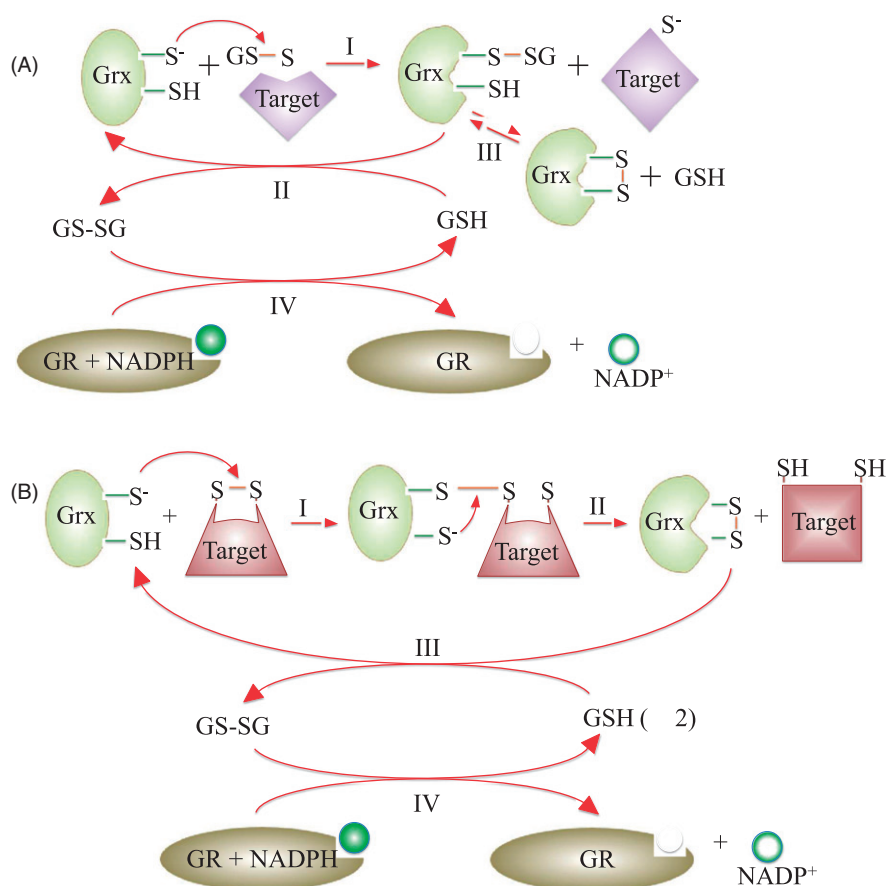 (A)
Grx S- SH + GS S Target I Grx S SG SH + S- Target
III
Grx S S + GSH
II
GS-SG GSH
IV
GR + NADPH GR + NADP+
(B)
Grx S- SH + S S Target I Grx S S- S S Target II Grx S S + SH SH Target
III
GS-SG GSH ( 2)
IV
GR + NADPH GR + NADP+